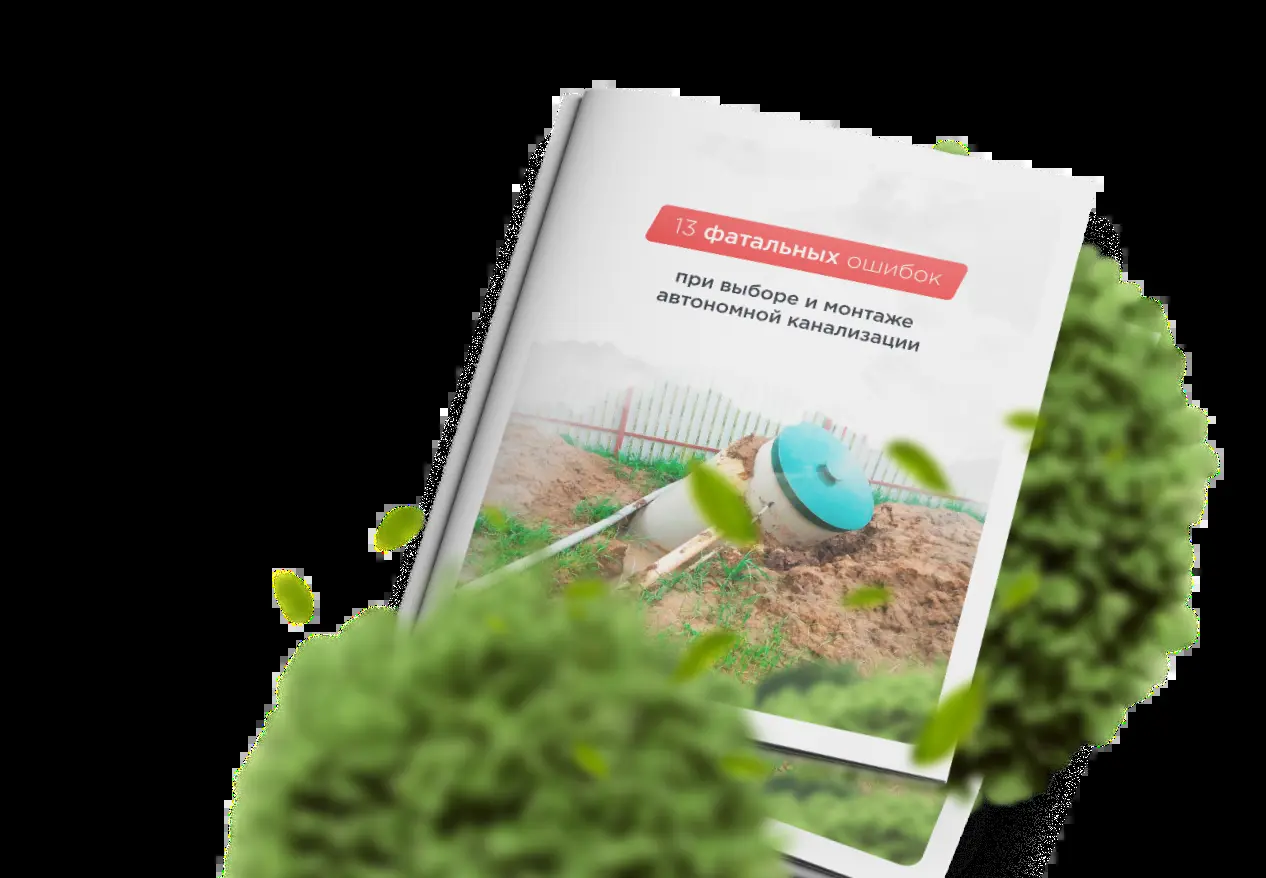 13 фатальных ошибок
при выборе и монтаже
автономной канализации